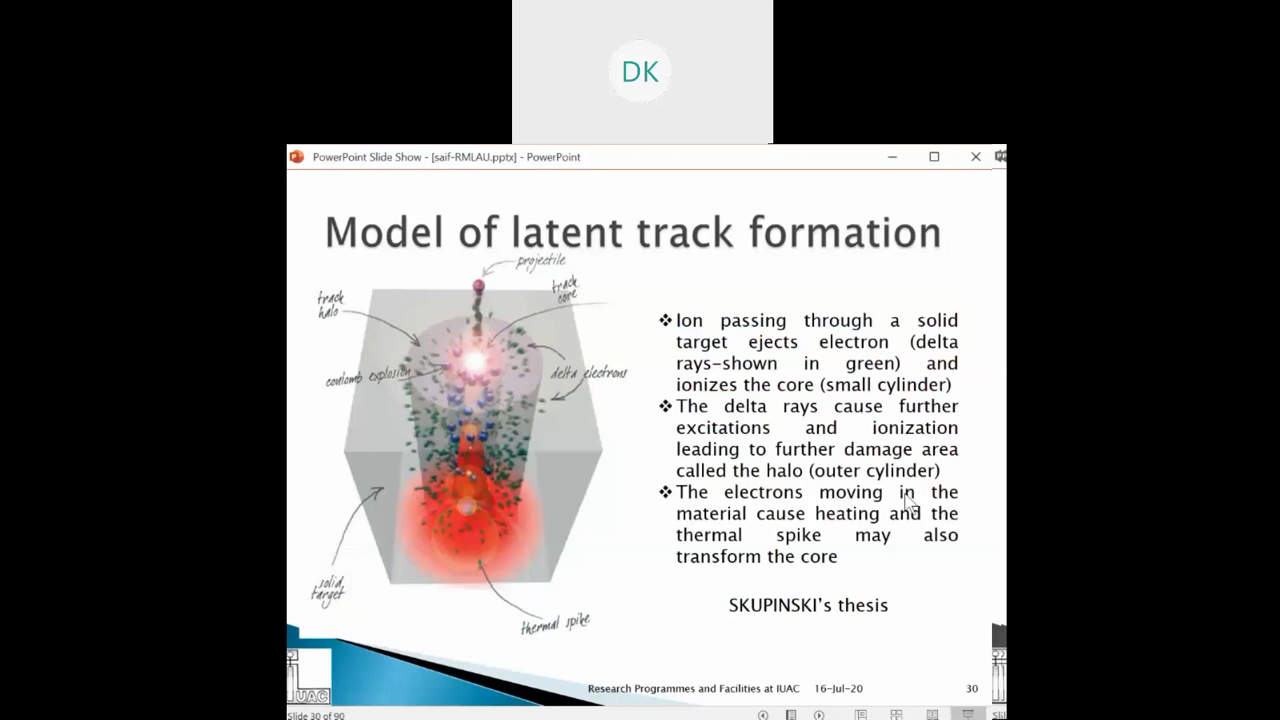 DK
PowerPoint Slide Show - [saif-RMLAU.pptx] - PowerPoint
Model of latent track formation
projectile
track
core
track
halo
coulomb explosion
delta electrons
solid
target
thermal spike
❖Ion passing through a solid
target ejects electron (delta
rays-shown in green) and
ionizes the core (small cylinder)
❖The delta rays cause further
excitations and ionization
leading to further damage area
called the halo (outer cylinder)
❖The electrons moving in the
material cause heating and the
thermal spike may also
transform the core
SKUPINSKI's thesis
IUAC
Research Programmes and Facilities at IUAC 16-Jul-20 30
Slide 30 of 90